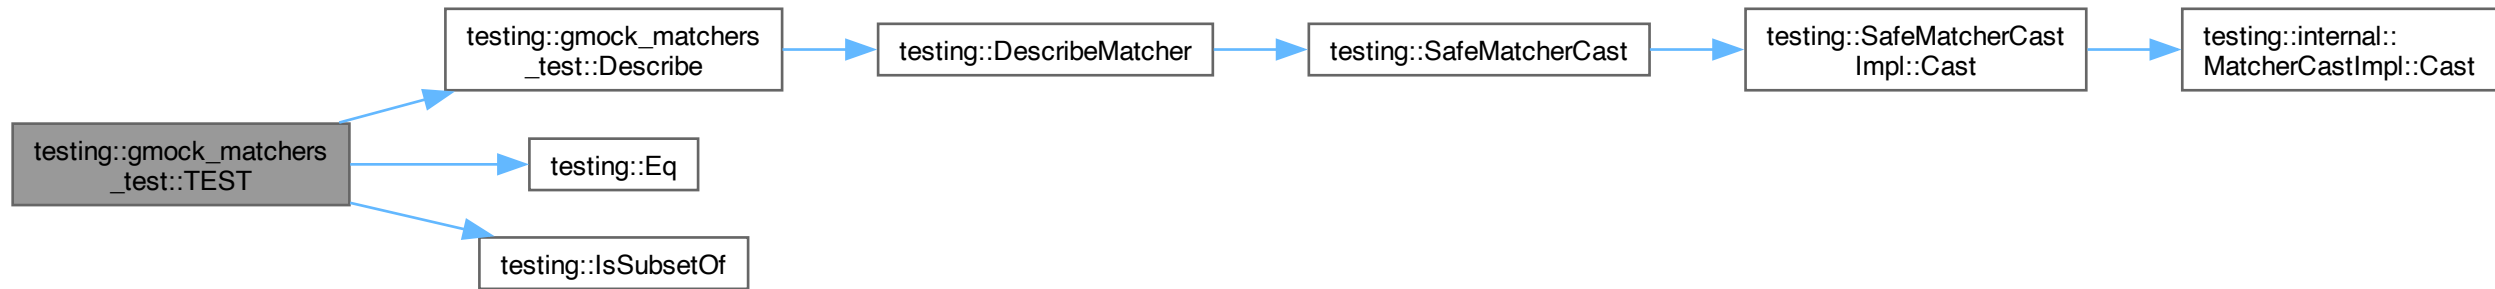 testing::gmock_matchers
_test::TEST
testing::gmock_matchers
_test::Describe
testing::DescribeMatcher
testing::SafeMatcherCast
testing::SafeMatcherCast
Impl::Cast
testing::internal::
MatcherCastImpl::Cast
testing::Eq
testing::IsSubsetOf